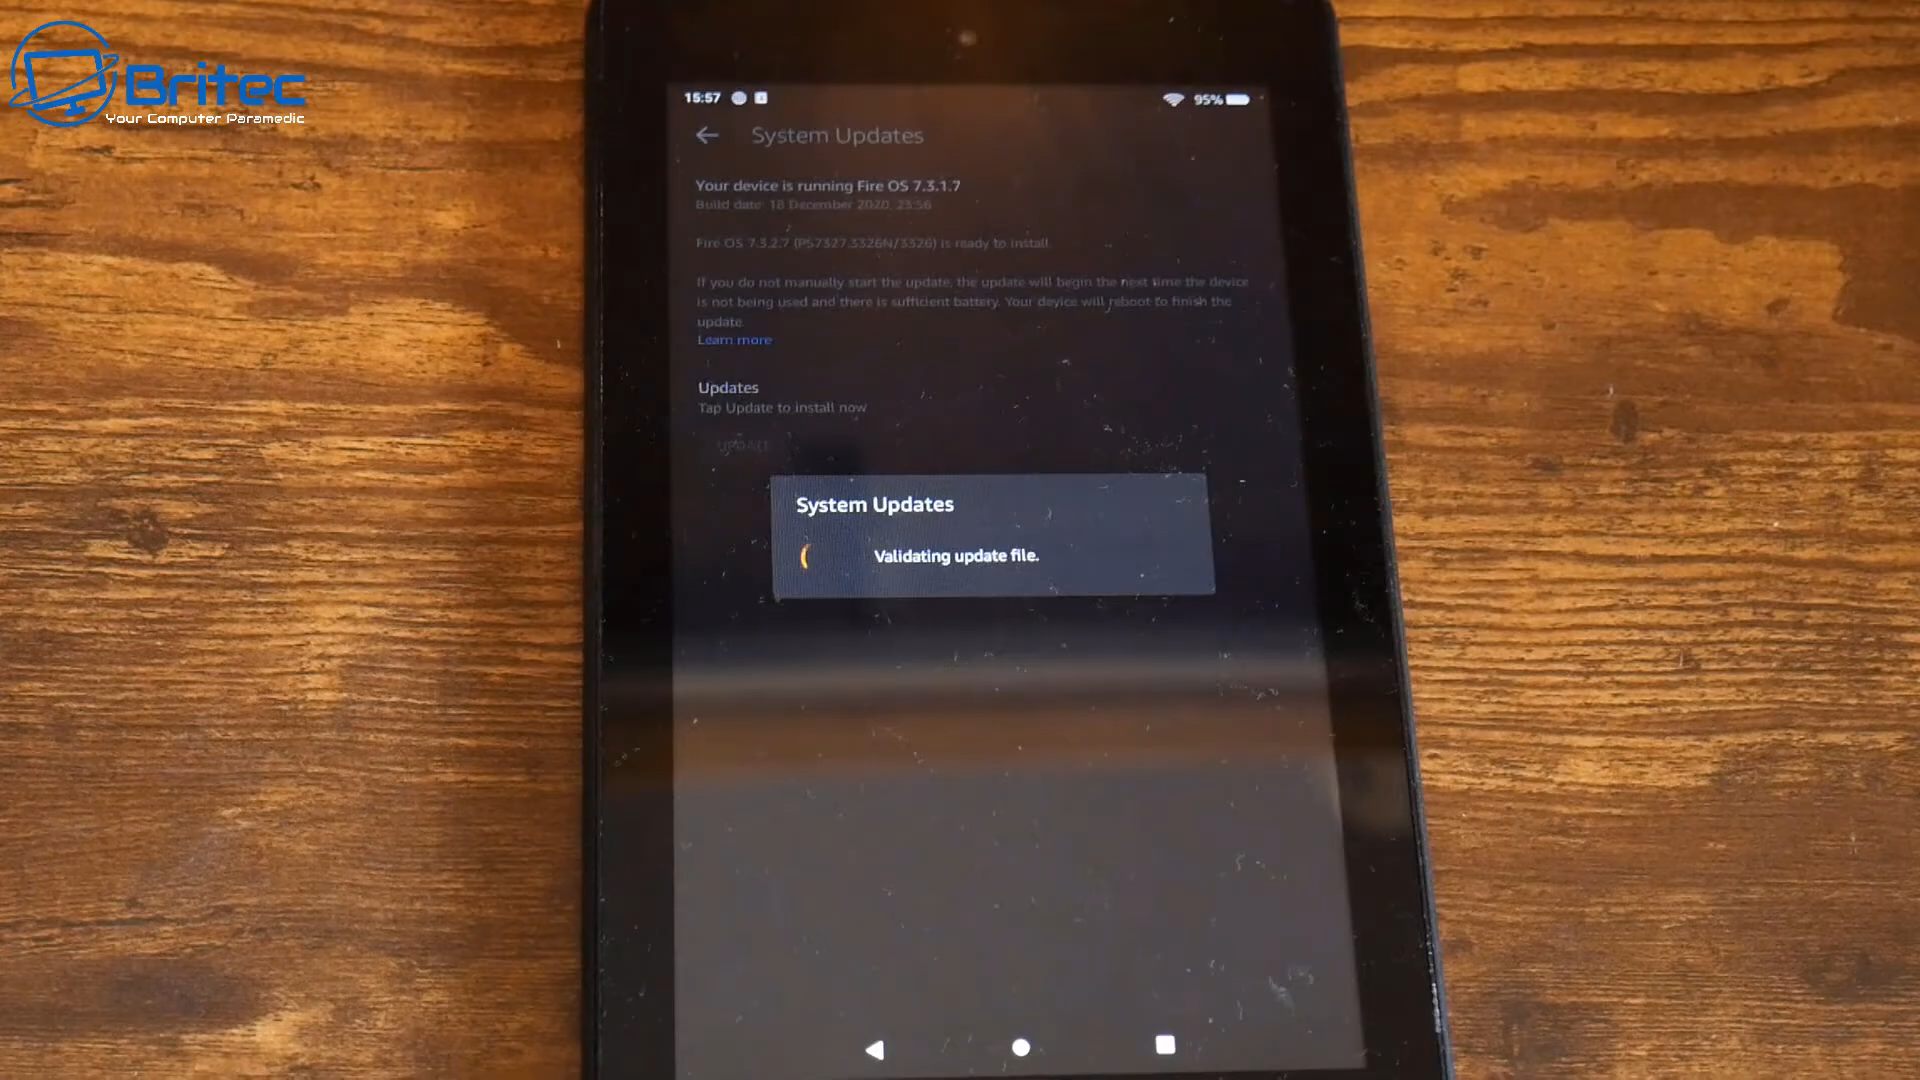 Britec
Your Computer Paramedic
15:57
95%
System Updates
Your device is running Fire OS 7.3.1.7
Build date: 18 December 2020, 23:56
Fire OS 7.3.2.7 (PS7327.3326N/3326) is ready to install.
If you do not manually start the update, the update will begin the next time the device
is not being used and there is sufficient battery. Your device will reboot to finish the
update.
Learn more
Updates
Tap Update to install now
UPDATE
System Updates
Validating update file.